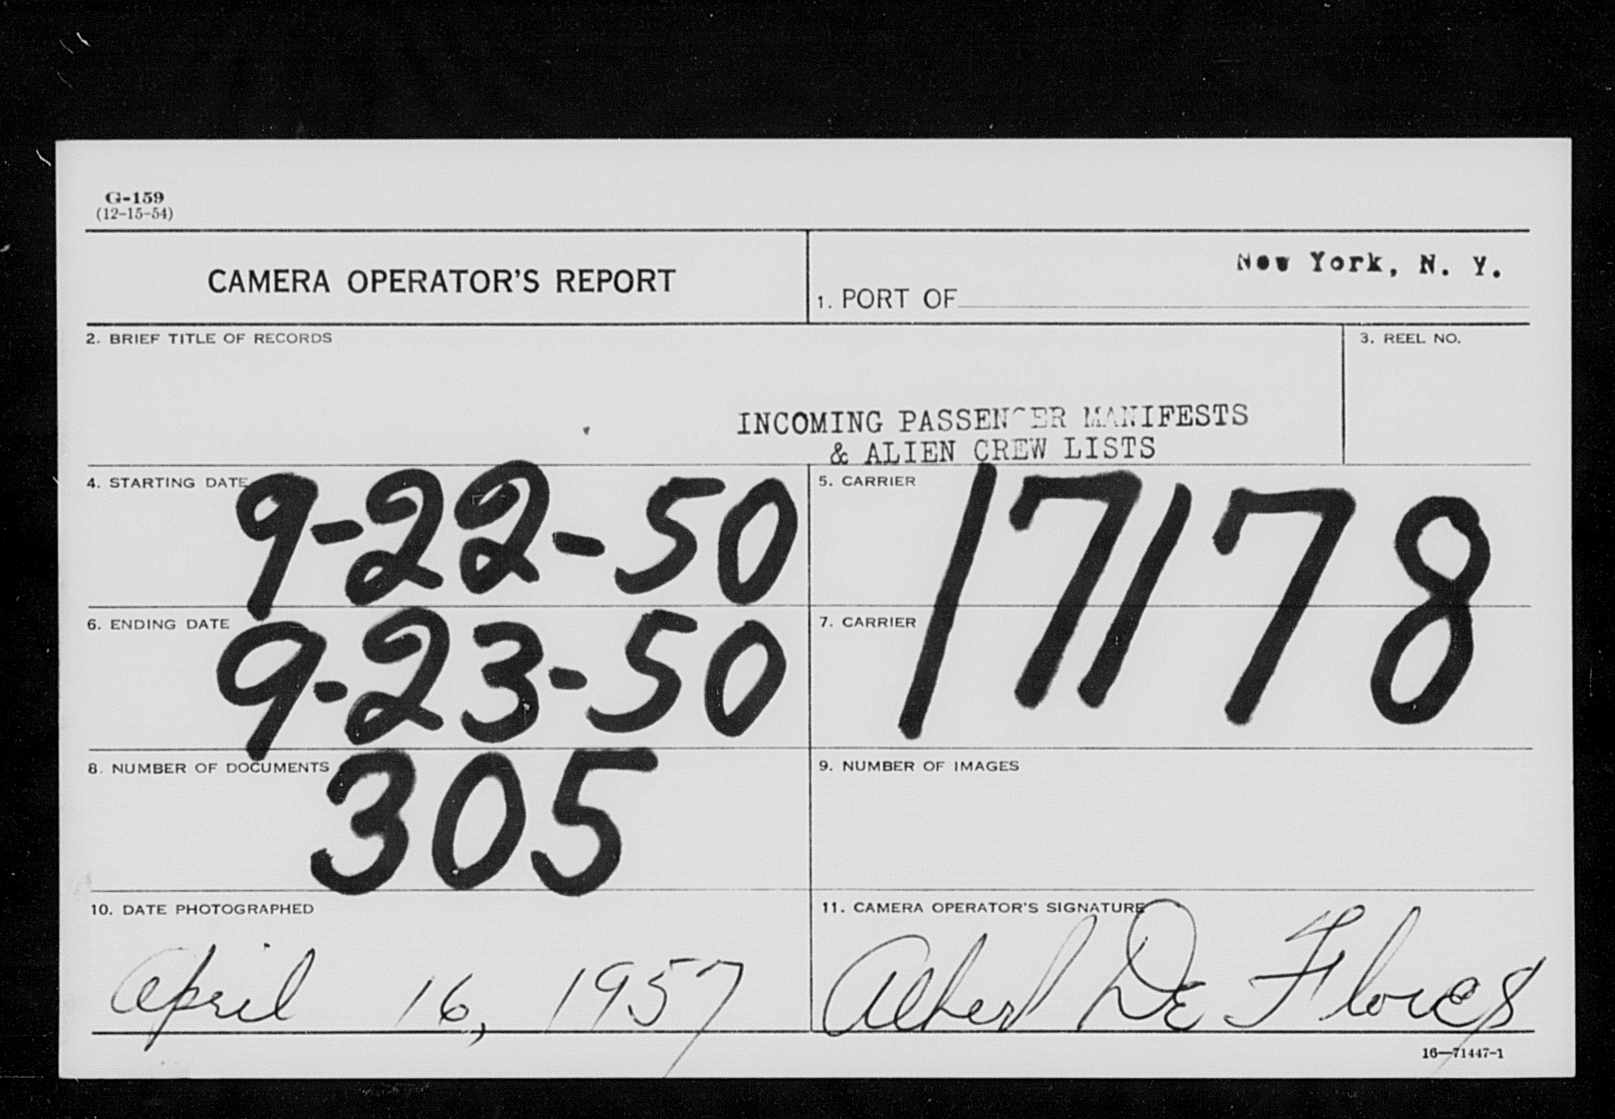 G-159
(12-15-54)
CAMERA OPERATOR'S REPORT
New York, N. Y.
1. PORT OF
2. BRIEF TITLE OF RECORDS
3. REEL NO.
INCOMING PASSENGER MANIFESTS
& ALIEN CREW LISTS
4. STARTING DATE
9-22-50
5. CARRIER
17178
6. ENDING DATE
9-23-50
7. CARRIER
8. NUMBER OF DOCUMENTS
305
9. NUMBER OF IMAGES
10. DATE PHOTOGRAPHED
April 16, 1957
11. CAMERA OPERATOR'S SIGNATURE
Albert De Flores
16—71447-1